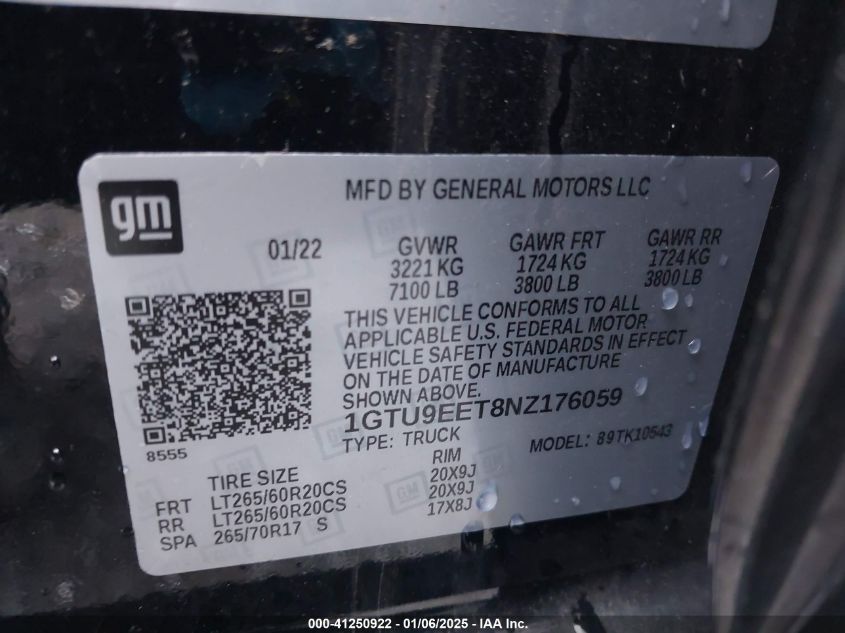 gm
MFD BY GENERAL MOTORS LLC
01/22
GVWR GAWR FRT GAWR RR
3221 KG 1724 KG 1724 KG
7100 LB 3800 LB 3800 LB
THIS VEHICLE CONFORMS TO ALL
APPLICABLE U.S. FEDERAL MOTOR
VEHICLE SAFETY STANDARDS IN EFFECT
ON THE DATE OF MANUFACTURE
SHOWN ABOVE.
1GTU9EET8NZ176059
8555
TYPE: TRUCK MODEL: 89TK10543
TIRE SIZE RIM
FRT LT265/60R20CS 20X9J
RR LT265/60R20CS 20X9J
SPA 265/70R17 S 17X8J
000-41250922 - 01/06/2025 - IAA Inc.